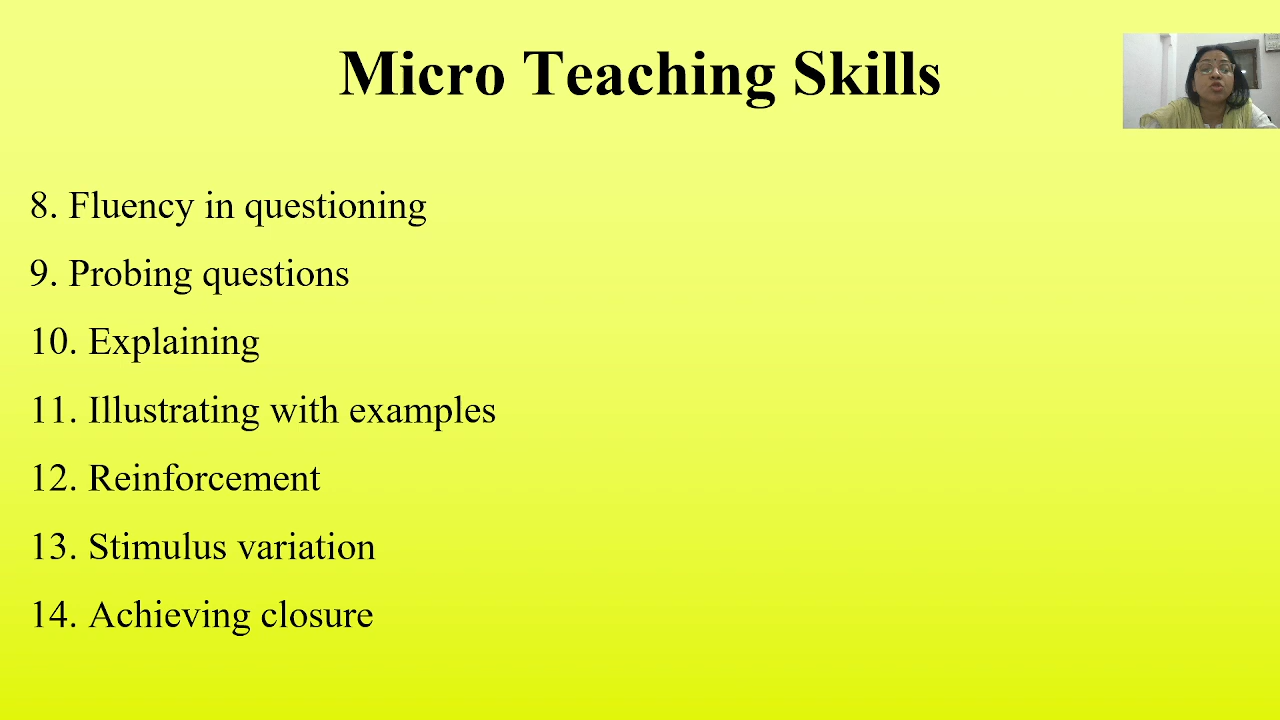 Micro Teaching Skills
8. Fluency in questioning
9. Probing questions
10. Explaining
11. Illustrating with examples
12. Reinforcement
13. Stimulus variation
14. Achieving closure